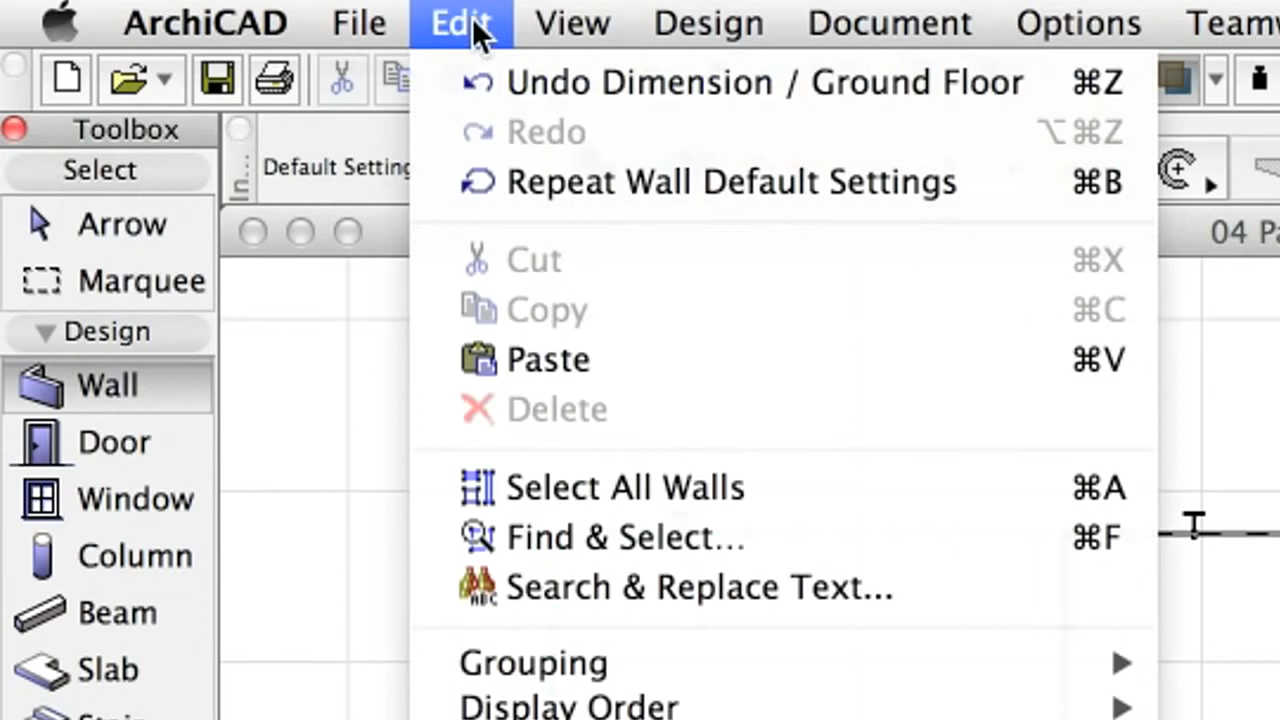 ArchiCAD File Edit View Design Document Options Teamw
Toolbox
Select
Arrow
Marquee
Design
Wall
Door
Window
Column
Beam
Slab
Default Setting
Undo Dimension / Ground Floor ⌘Z
Redo ⌥⌘Z
Repeat Wall Default Settings ⌘B
Cut ⌘X
Copy ⌘C
Paste ⌘V
Delete
Select All Walls ⌘A
Find & Select... ⌘F
Search & Replace Text...
Grouping
Display Order
04 Pa